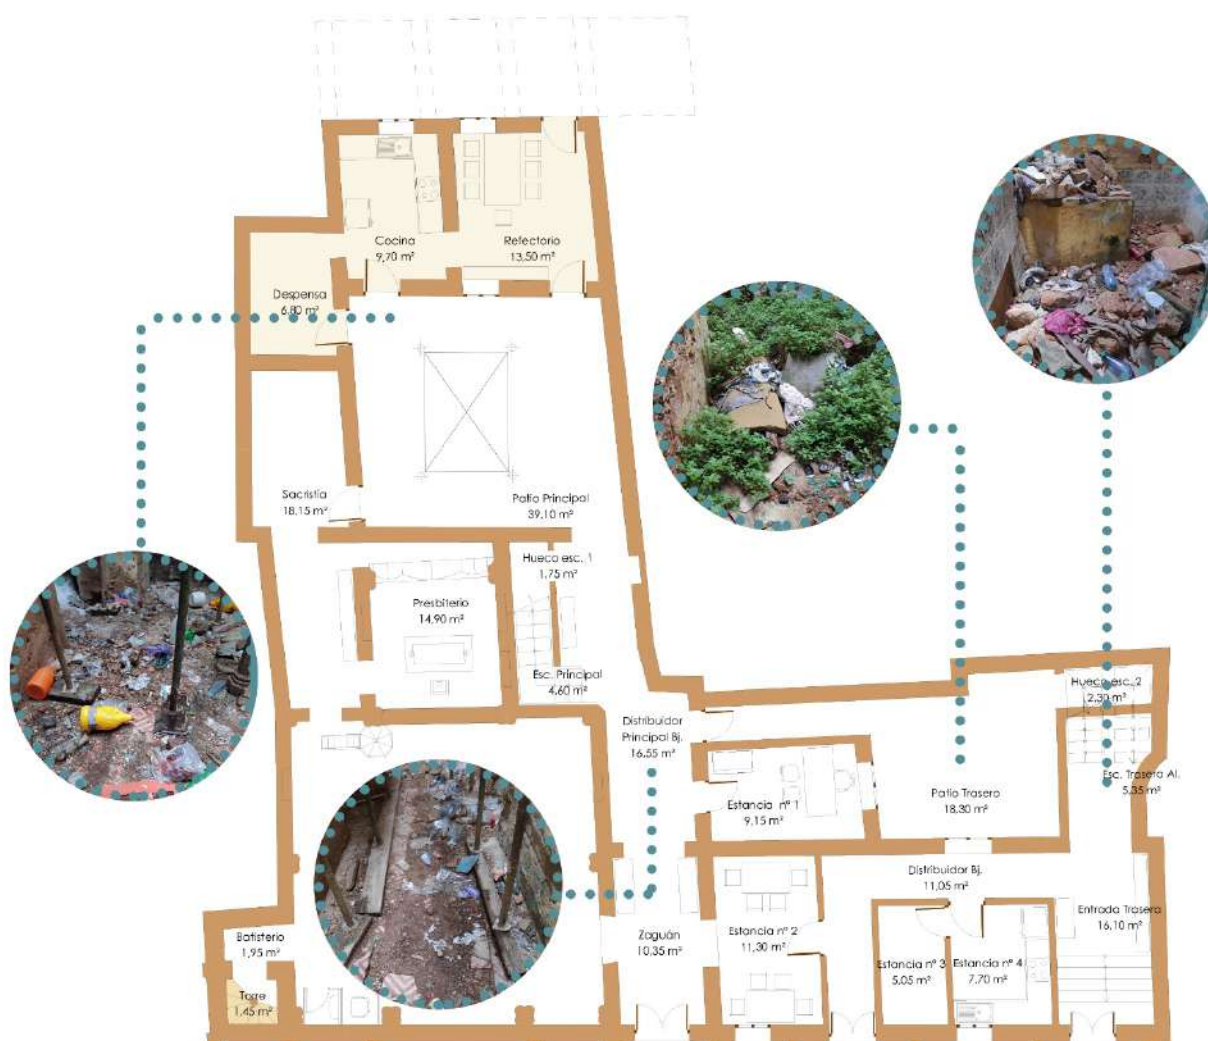 Cocina
9,70 m²
Refectorio
13,50 m²
Despensa
6,80 m²
Sacristía
18,15 m²
Patio Principal
39,10 m²
Hueco esc. 1
1,75 m²
Presbiterio
14,90 m²
Esc. Principal
4,60 m²
Hueco esc. 2
2,30 m²
Distribuidor
Principal Bj.
16,55 m²
Esc. Trasera Al.
5,35 m²
Estancia nº 1
9,15 m²
Patio Trasero
18,30 m²
Distribuidor Bj.
11,05 m²
Entrada Trasera
16,10 m²
Batisterio
1,95 m²
Zaguán
10,35 m²
Estancia nº 2
11,30 m²
Estancia nº 3
5,05 m²
Estancia nº 4
7,70 m²
Torre
1,45 m²